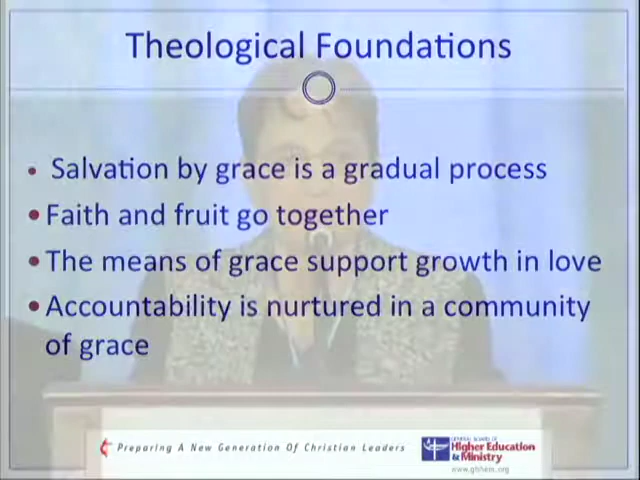 Theological Foundations
• Salvation by grace is a gradual process
• Faith and fruit go together
• The means of grace support growth in love
• Accountability is nurtured in a community
of grace
Preparing A New Generation Of Christian Leaders
GENERAL BOARD OF
Higher Education
& Ministry
www.gbhem.org